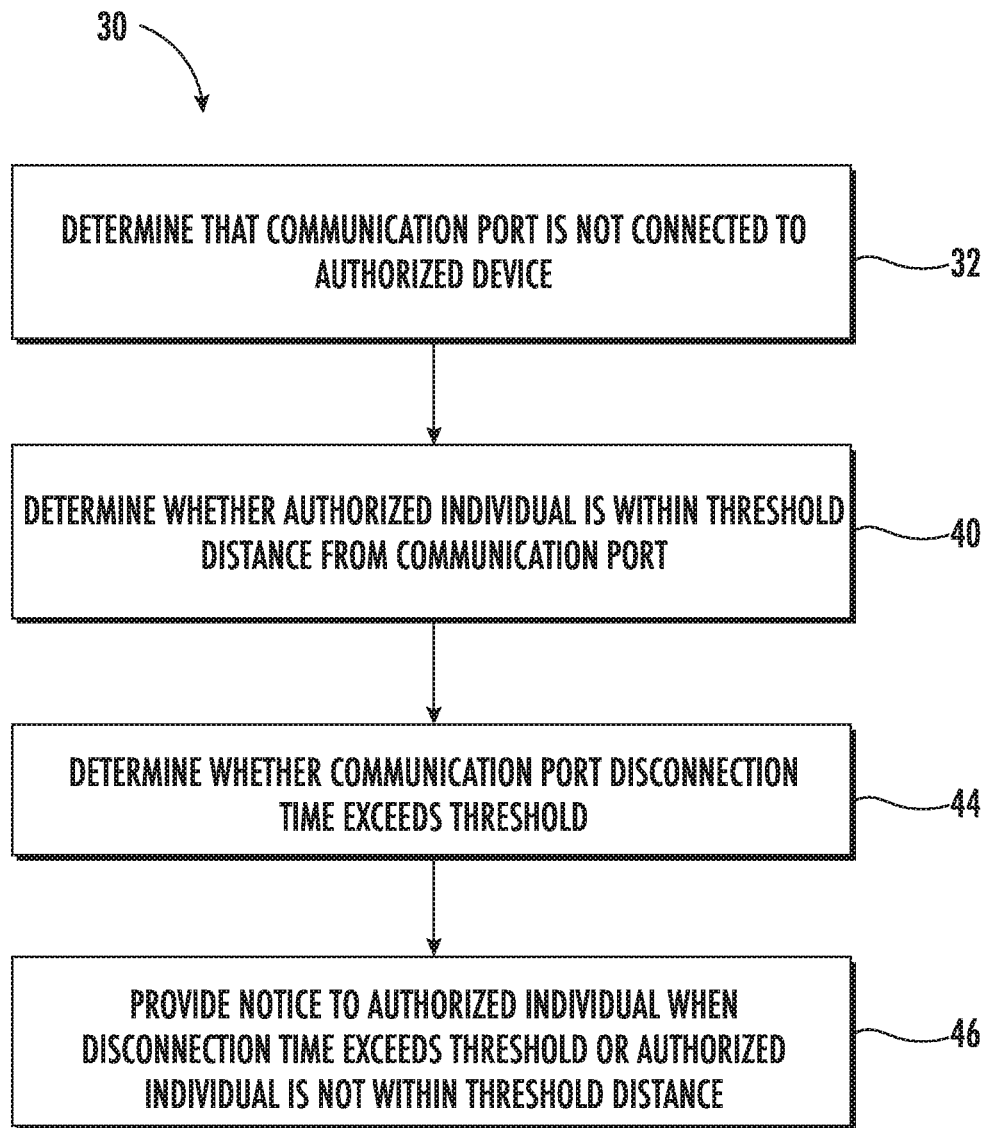 30
DETERMINE THAT COMMUNICATION PORT IS NOT CONNECTED TO
AUTHORIZED DEVICE
32
DETERMINE WHETHER AUTHORIZED INDIVIDUAL IS WITHIN THRESHOLD
DISTANCE FROM COMMUNICATION PORT
40
DETERMINE WHETHER COMMUNICATION PORT DISCONNECTION
TIME EXCEEDS THRESHOLD
44
PROVIDE NOTICE TO AUTHORIZED INDIVIDUAL WHEN
DISCONNECTION TIME EXCEEDS THRESHOLD OR AUTHORIZED
INDIVIDUAL IS NOT WITHIN THRESHOLD DISTANCE
46